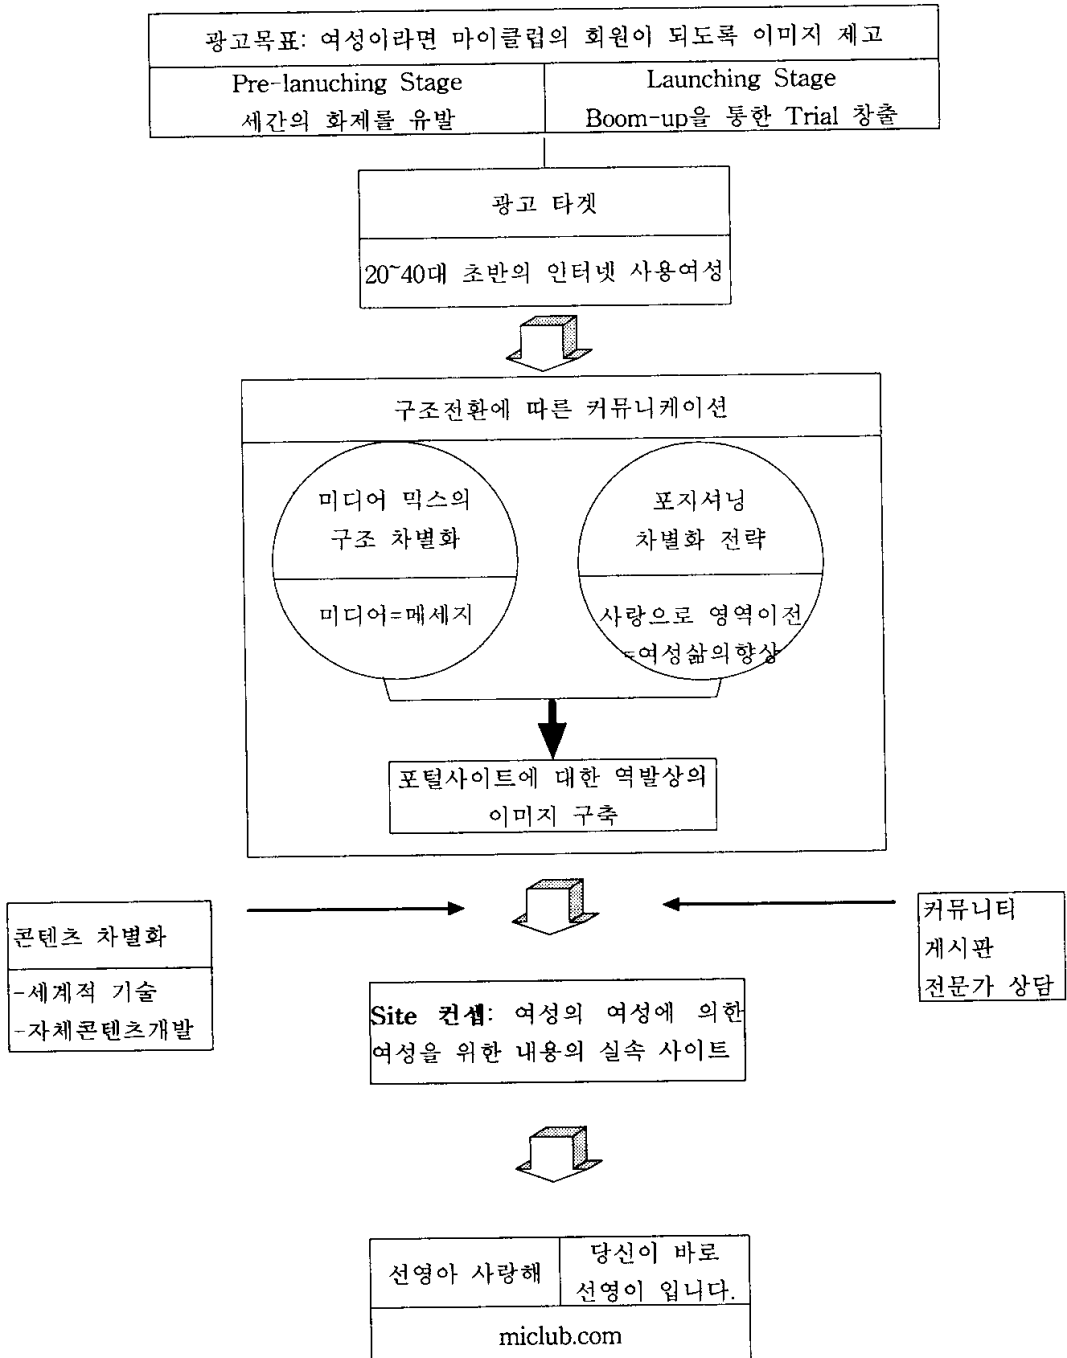 광고목표: 여성이라면 마이클럽의 회원이 되도록 이미지 제고
Pre-lanuching Stage
세간의 화제를 유발
Launching Stage
Boom-up을 통한 Trial 창출
광고 타겟
20~40대 초반의 인터넷 사용여성
구조전환에 따른 커뮤니케이션
미디어 믹스의
구조 차별화
미디어=메세지
포지셔닝
차별화 전략
사랑으로 영역이전
=여성삶의향상
포털사이트에 대한 역발상의
이미지 구축
콘텐츠 차별화
-세계적 기술
-자체콘텐츠개발
커뮤니티
게시판
전문가 상담
Site 컨셉: 여성의 여성에 의한
여성을 위한 내용의 실속 사이트
선영아 사랑해
당신이 바로
선영이 입니다.
miclub.com